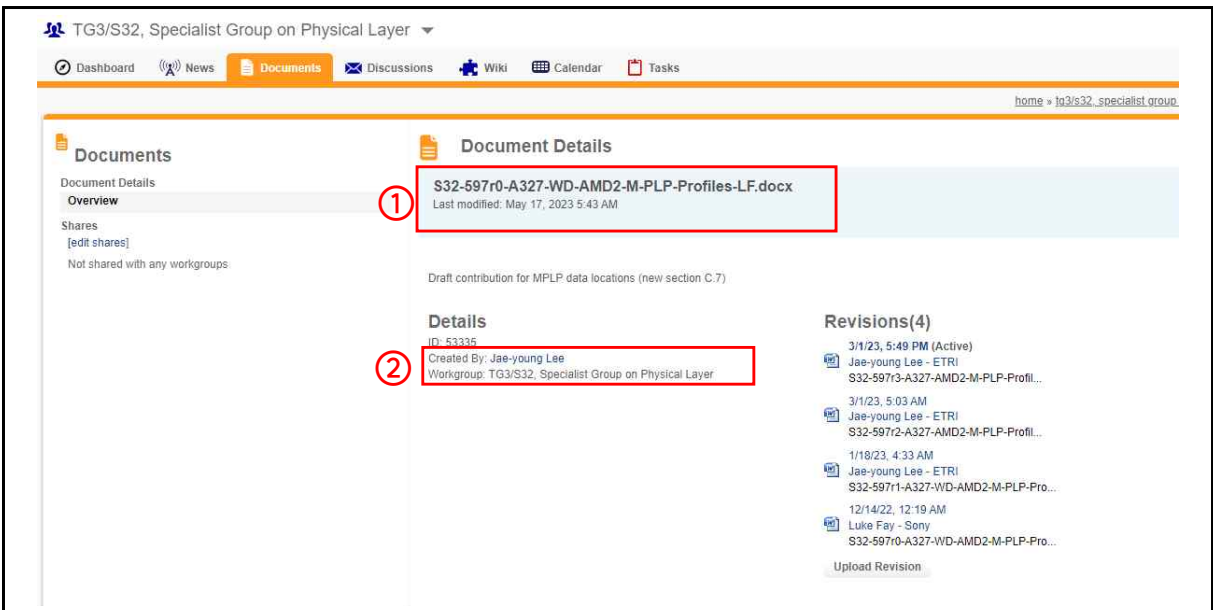 TG3/S32, Specialist Group on Physical Layer
Dashboard News Documents Discussions Wiki Calendar Tasks
home » tg3/s32, specialist group
Documents
Document Details
Overview
Shares
[edit shares]
Not shared with any workgroups
Document Details
①
S32-597r0-A327-WD-AMD2-M-PLP-Profiles-LF.docx
Last modified: May 17, 2023 5:43 AM
Draft contribution for MPLP data locations (new section C.7)
Details
ID: 53335
②
Created By: Jae-young Lee
Workgroup: TG3/S32, Specialist Group on Physical Layer
Revisions(4)
3/1/23, 5:49 PM (Active)
Jae-young Lee - ETRI
S32-597r3-A327-AMD2-M-PLP-Profil...
3/1/23, 5:03 AM
Jae-young Lee - ETRI
S32-597r2-A327-AMD2-M-PLP-Profil...
1/18/23, 4:33 AM
Jae-young Lee - ETRI
S32-597r1-A327-WD-AMD2-M-PLP-Pro...
12/14/22, 12:19 AM
Luke Fay - Sony
S32-597r0-A327-WD-AMD2-M-PLP-Pro...
Upload Revision